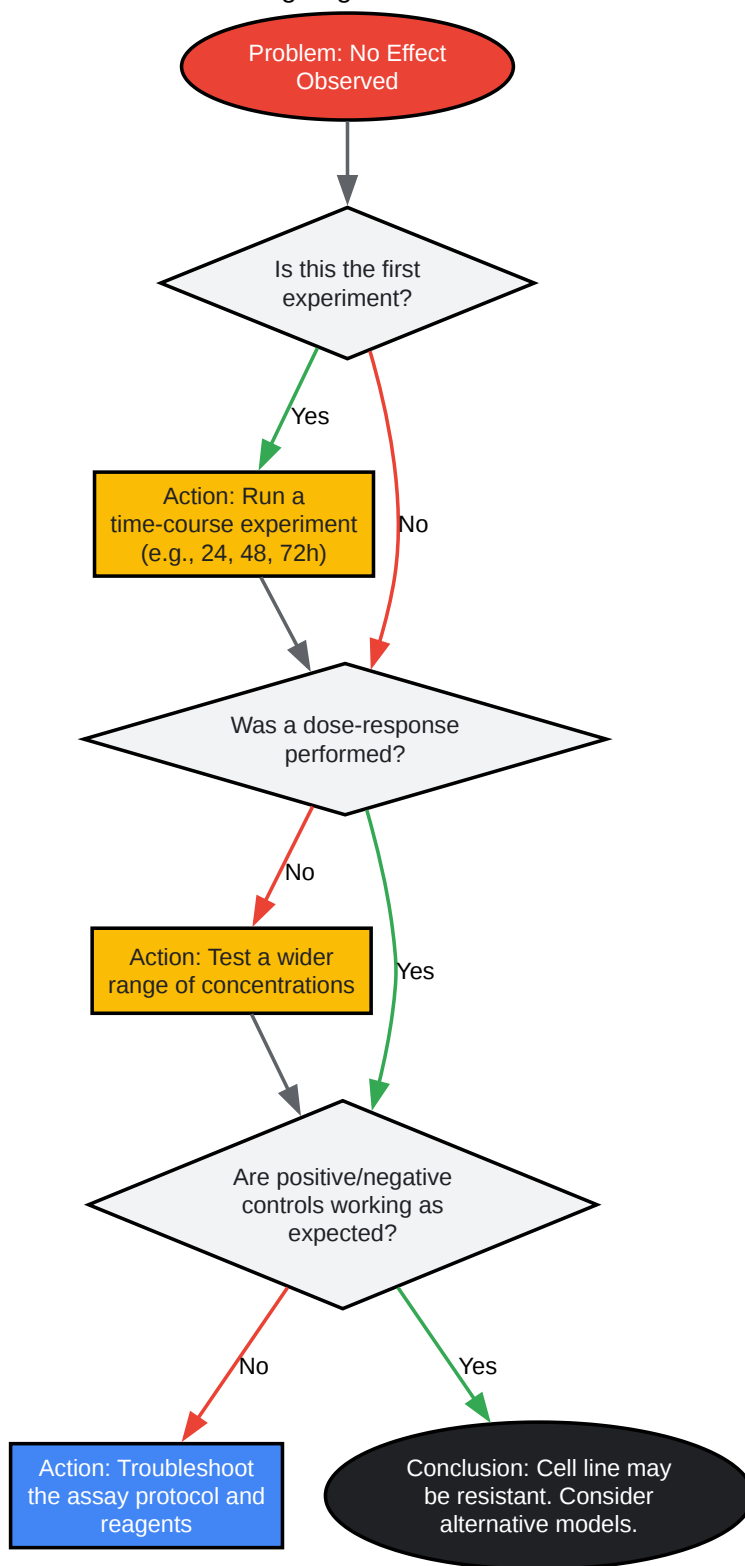 Problem: No Effect
Observed
Is this the first
experiment?
Yes
Action: Run a
time-course experiment
(e.g., 24, 48, 72h)
No
Was a dose-response
performed?
No
Action: Test a wider
range of concentrations
Yes
Are positive/negative
controls working as
expected?
No
Yes
Action: Troubleshoot
the assay protocol and
reagents
Conclusion: Cell line may
be resistant. Consider
alternative models.